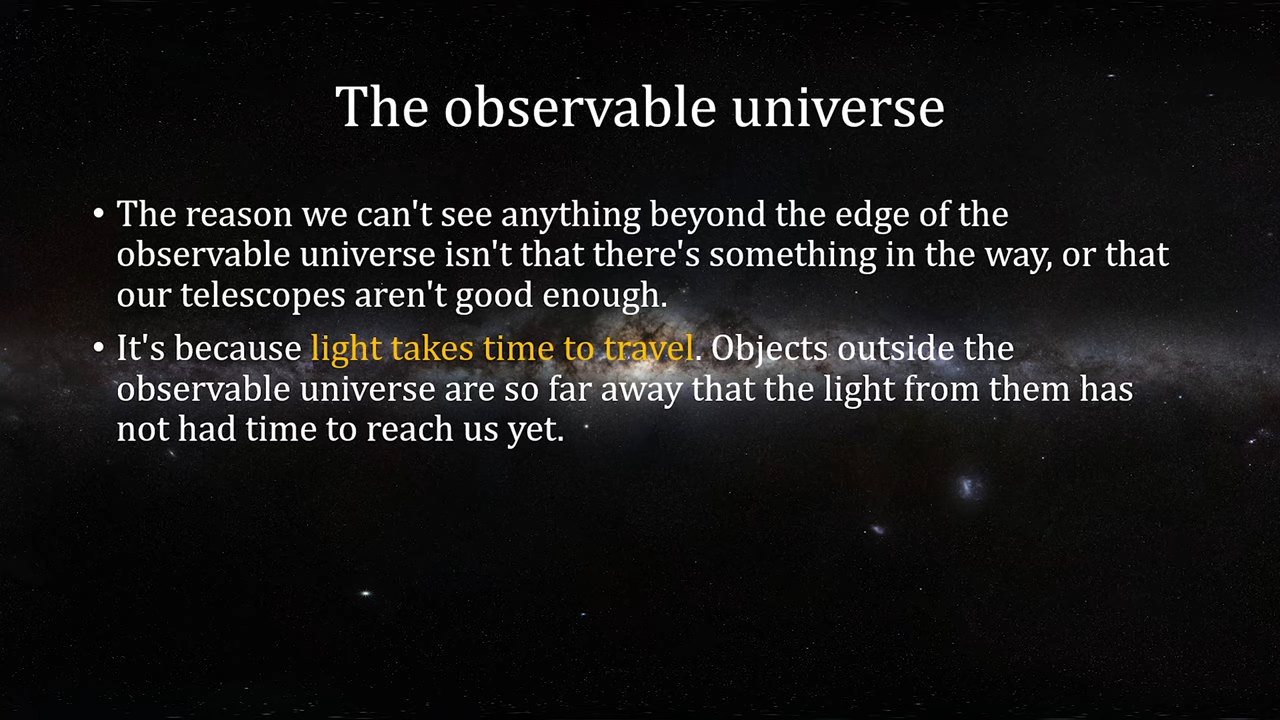 The observable universe
• The reason we can't see anything beyond the edge of the
observable universe isn't that there's something in the way, or that
our telescopes aren't good enough.
• It's because light takes time to travel. Objects outside the
observable universe are so far away that the light from them has
not had time to reach us yet.